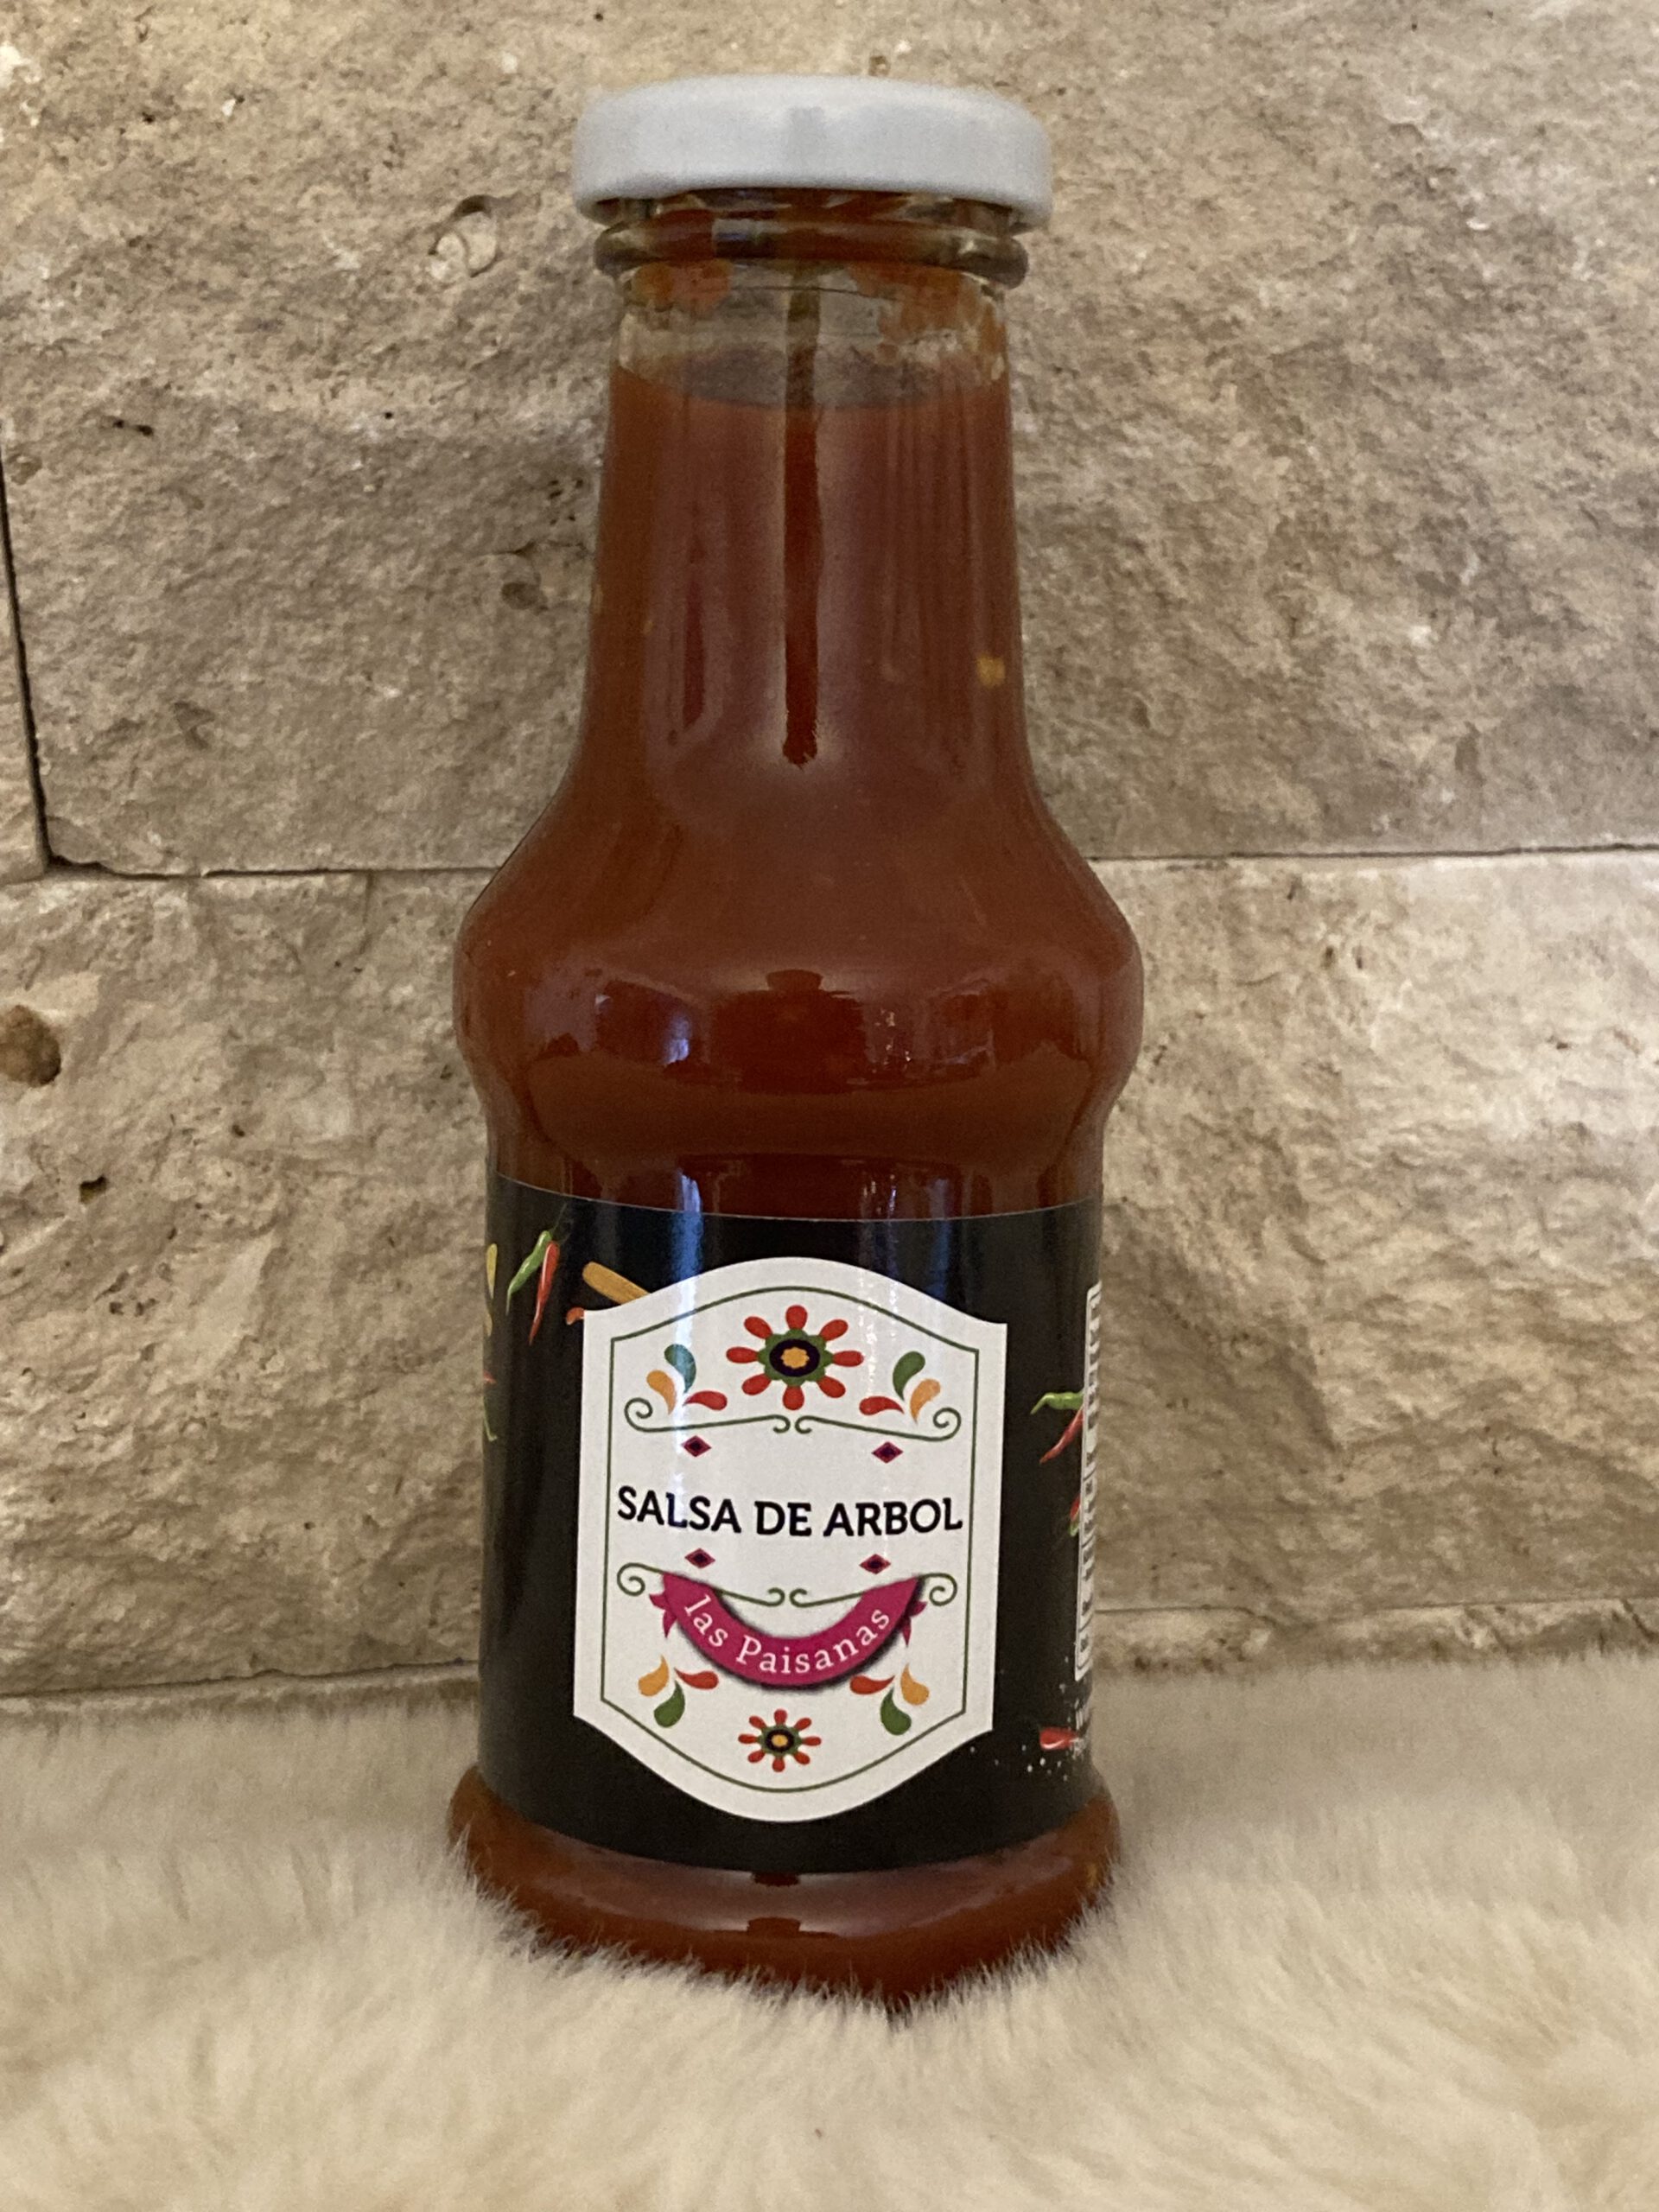 SALSA DE ARBOL
las Paisanas